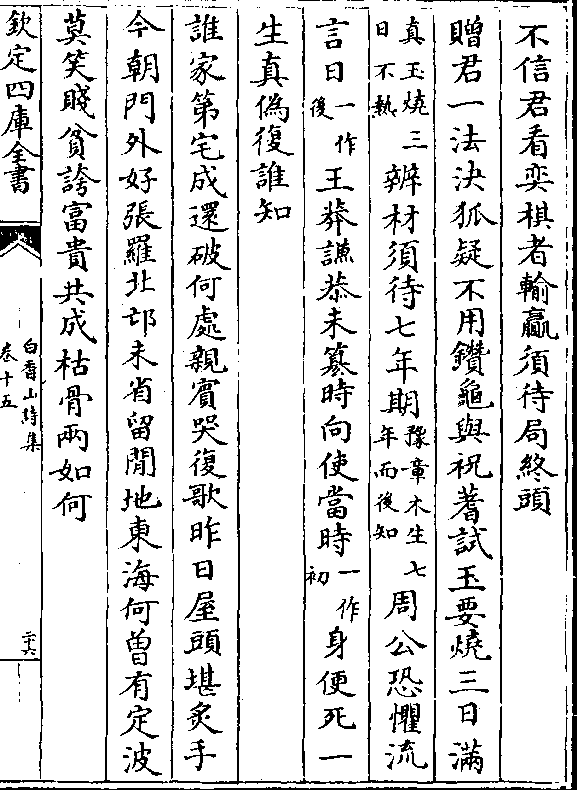 不信君看奕棋者輸贏須待局終頭
贈君一法決狐疑不用鑽龜與祝蓍試玉要燒三日滿
真玉燒三
日不熱
辨材須待七年期
豫章木生七
年而後知
周公恐懼流
言日
一作
後
王莽謙恭未篡時向使當時
一作
初
身便死一
生真偽復誰知
誰家第宅成還破何處親賓哭復歌昨日屋頭堪炙手
今朝門外好張羅北邙未省留閒地東海何曾有定波
莫笑賤貧誇富貴共成枯骨兩如何
欽定四庫全書
白香山詩集
卷十五
二十六